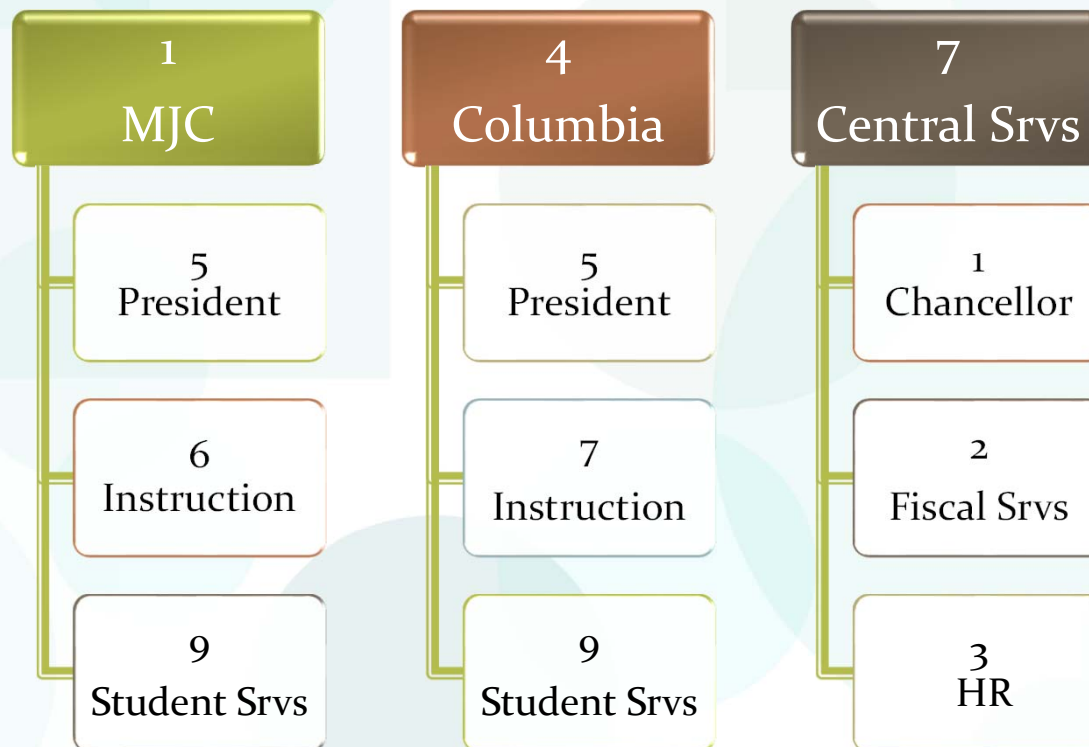 1
MJC
5
President
6
Instruction
9
Student Srvs
4
Columbia
5
President
7
Instruction
9
Student Srvs
7
Central Srvs
1
Chancellor
2
Fiscal Srvs
3
HR